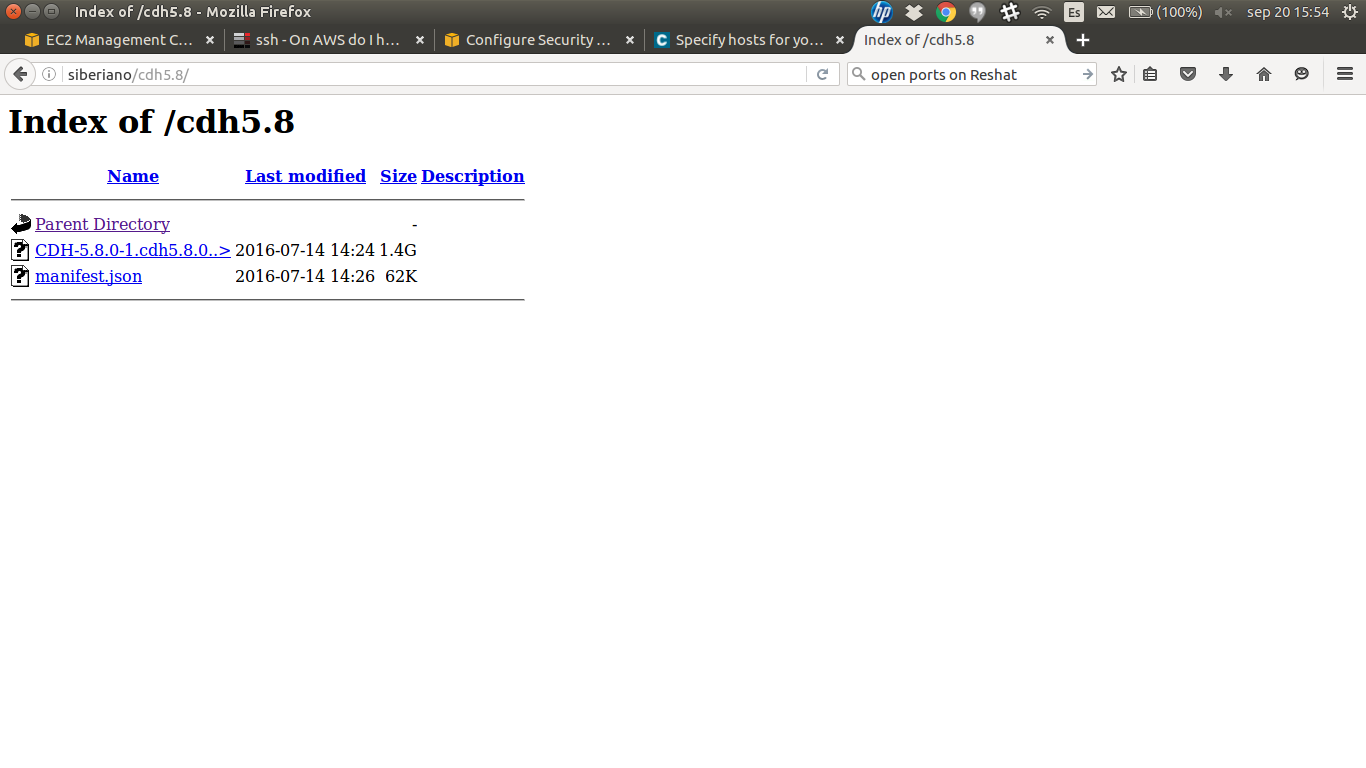 Index of /cdh5.8 - Mozilla Firefox
hp
Es
(100%)
sep 20 15:54
EC2 Management C...
ssh - On AWS do I h...
Configure Security ...
C Specify hosts for yo...
Index of /cdh5.8
siberiano/cdh5.8/
open ports on Reshat
Index of /cdh5.8
Name Last modified Size Description
Parent Directory -
CDH-5.8.0-1.cdh5.8.0..> 2016-07-14 14:24 1.4G
manifest.json 2016-07-14 14:26 62K